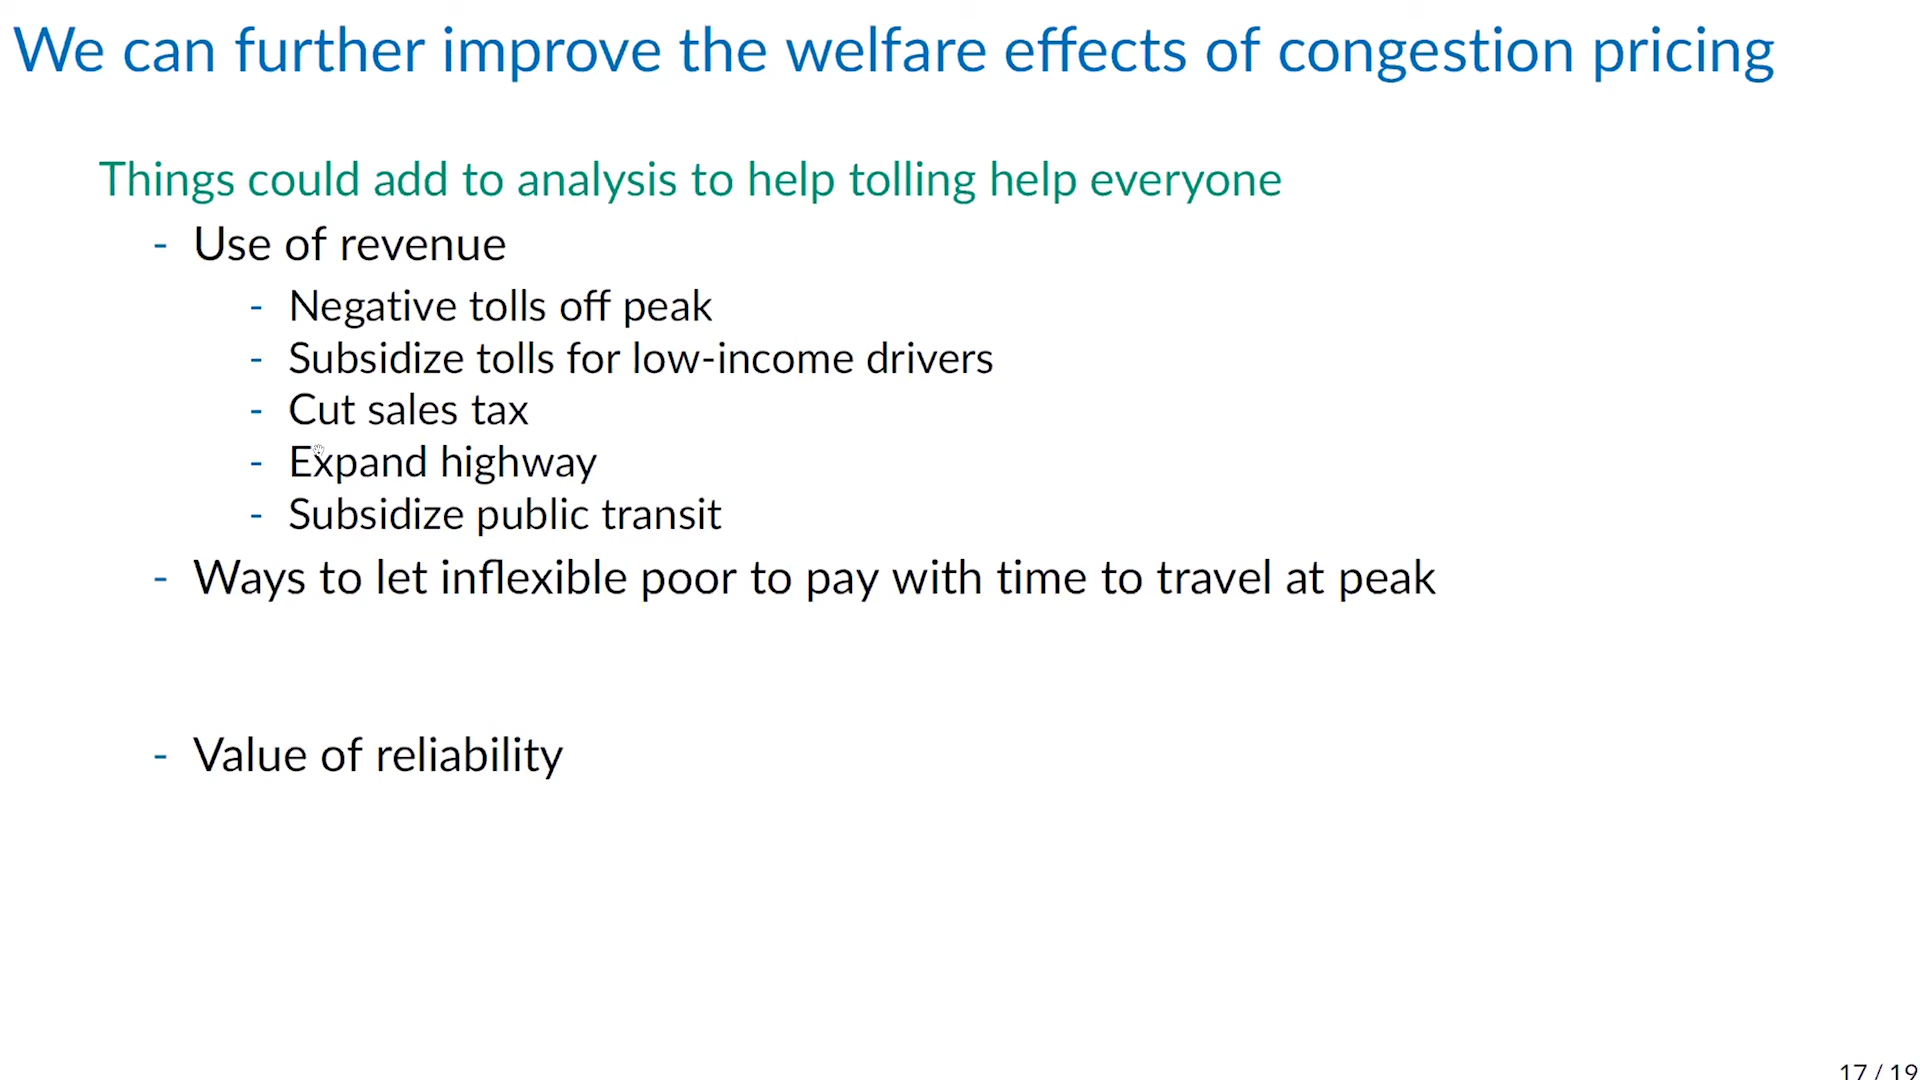 We can further improve the welfare effects of congestion pricing
Things could add to analysis to help tolling help everyone
- Use of revenue
- Negative tolls off peak
- Subsidize tolls for low-income drivers
- Cut sales tax
- Expand highway
- Subsidize public transit
- Ways to let inflexible poor to pay with time to travel at peak
- Value of reliability
17 / 19